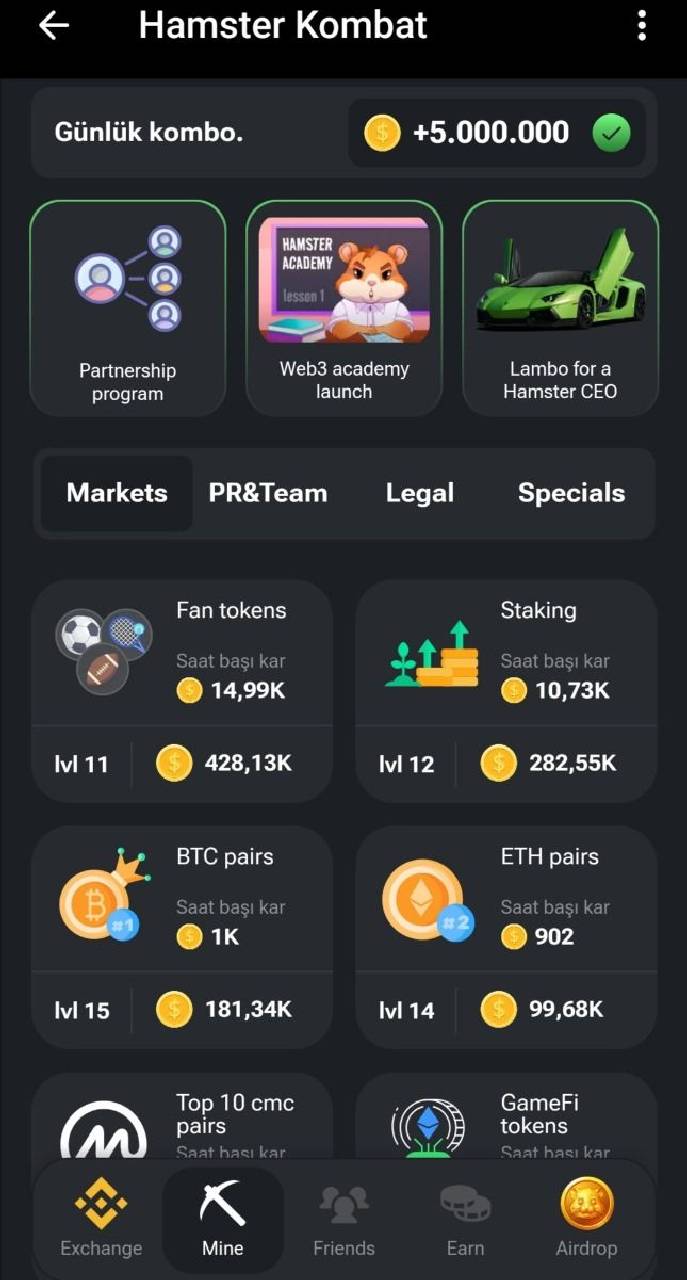 Hamster Kombat
Günlük kombo.
+5.000.000
Partnership
program
HAMSTER
ACADEMY
lesson 1
Web3 academy
launch
Lambo for a
Hamster CEO
Markets
PR&Team
Legal
Specials
Fan tokens
Saat başı kar
14,99K
lvl 11
428,13K
Staking
Saat başı kar
10,73K
lvl 12
282,55K
BTC pairs
#1
Saat başı kar
1K
lvl 15
181,34K
ETH pairs
#2
Saat başı kar
902
lvl 14
99,68K
Top 10 cmc
pairs
Saat başı kar
GameFi
tokens
Saat başı kar
Exchange
Mine
Friends
Earn
Airdrop